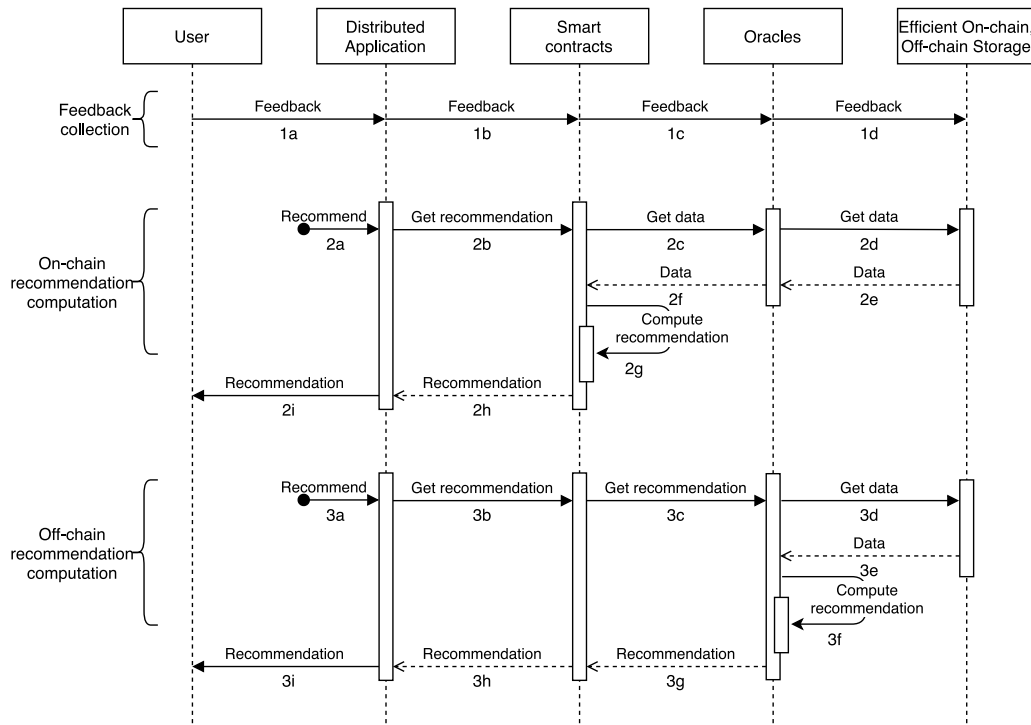 User
Distributed
Application
Smart
contracts
Oracles
Efficient On-chain,
Off-chain Storage
Feedback
collection
Feedback
1a
Feedback
1b
Feedback
1c
Feedback
1d
On-chain
recommendation
computation
Recommend
2a
Get recommendation
2b
Get data
2c
Get data
2d
Data
2e
Data
2f
Compute
recommendation
2g
Recommendation
2h
Recommendation
2i
Off-chain
recommendation
computation
Recommend
3a
Get recommendation
3b
Get recommendation
3c
Get data
3d
Data
3e
Compute
recommendation
3f
Recommendation
3g
Recommendation
3h
Recommendation
3i